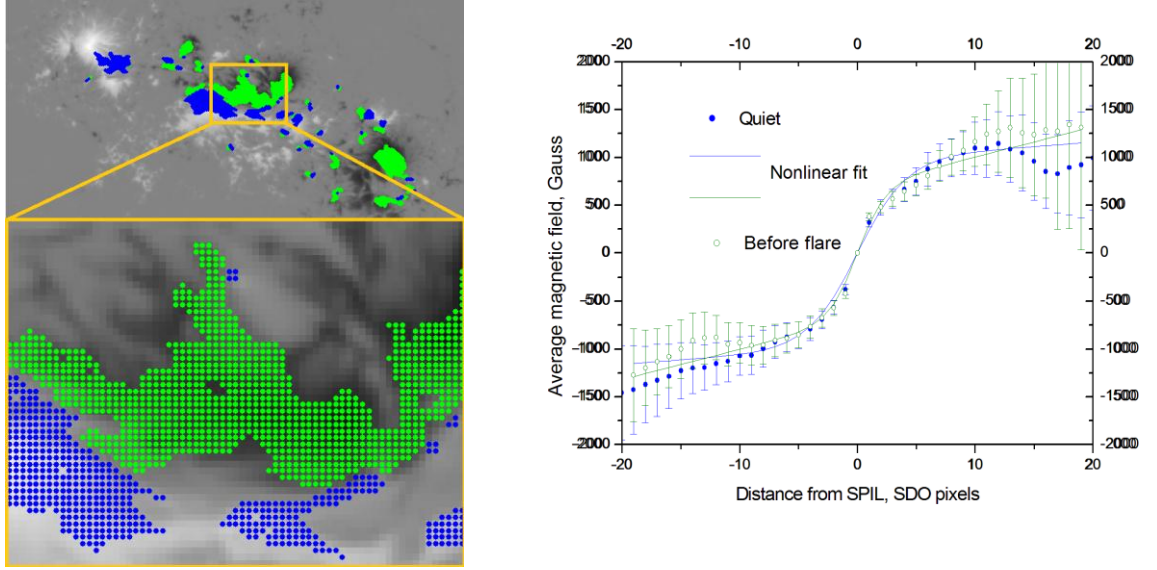 -20 -10 0 10 20
2000 2000
1500 1500
Quiet
1000 1000
Nonlinear fit
500 500
Before flare
0 0
-500 -500
-1000 -1000
-1500 -1500
-2000 -2000
-20 -10 0 10 20
Average magnetic field, Gauss
Distance from SPIL, SDO pixels